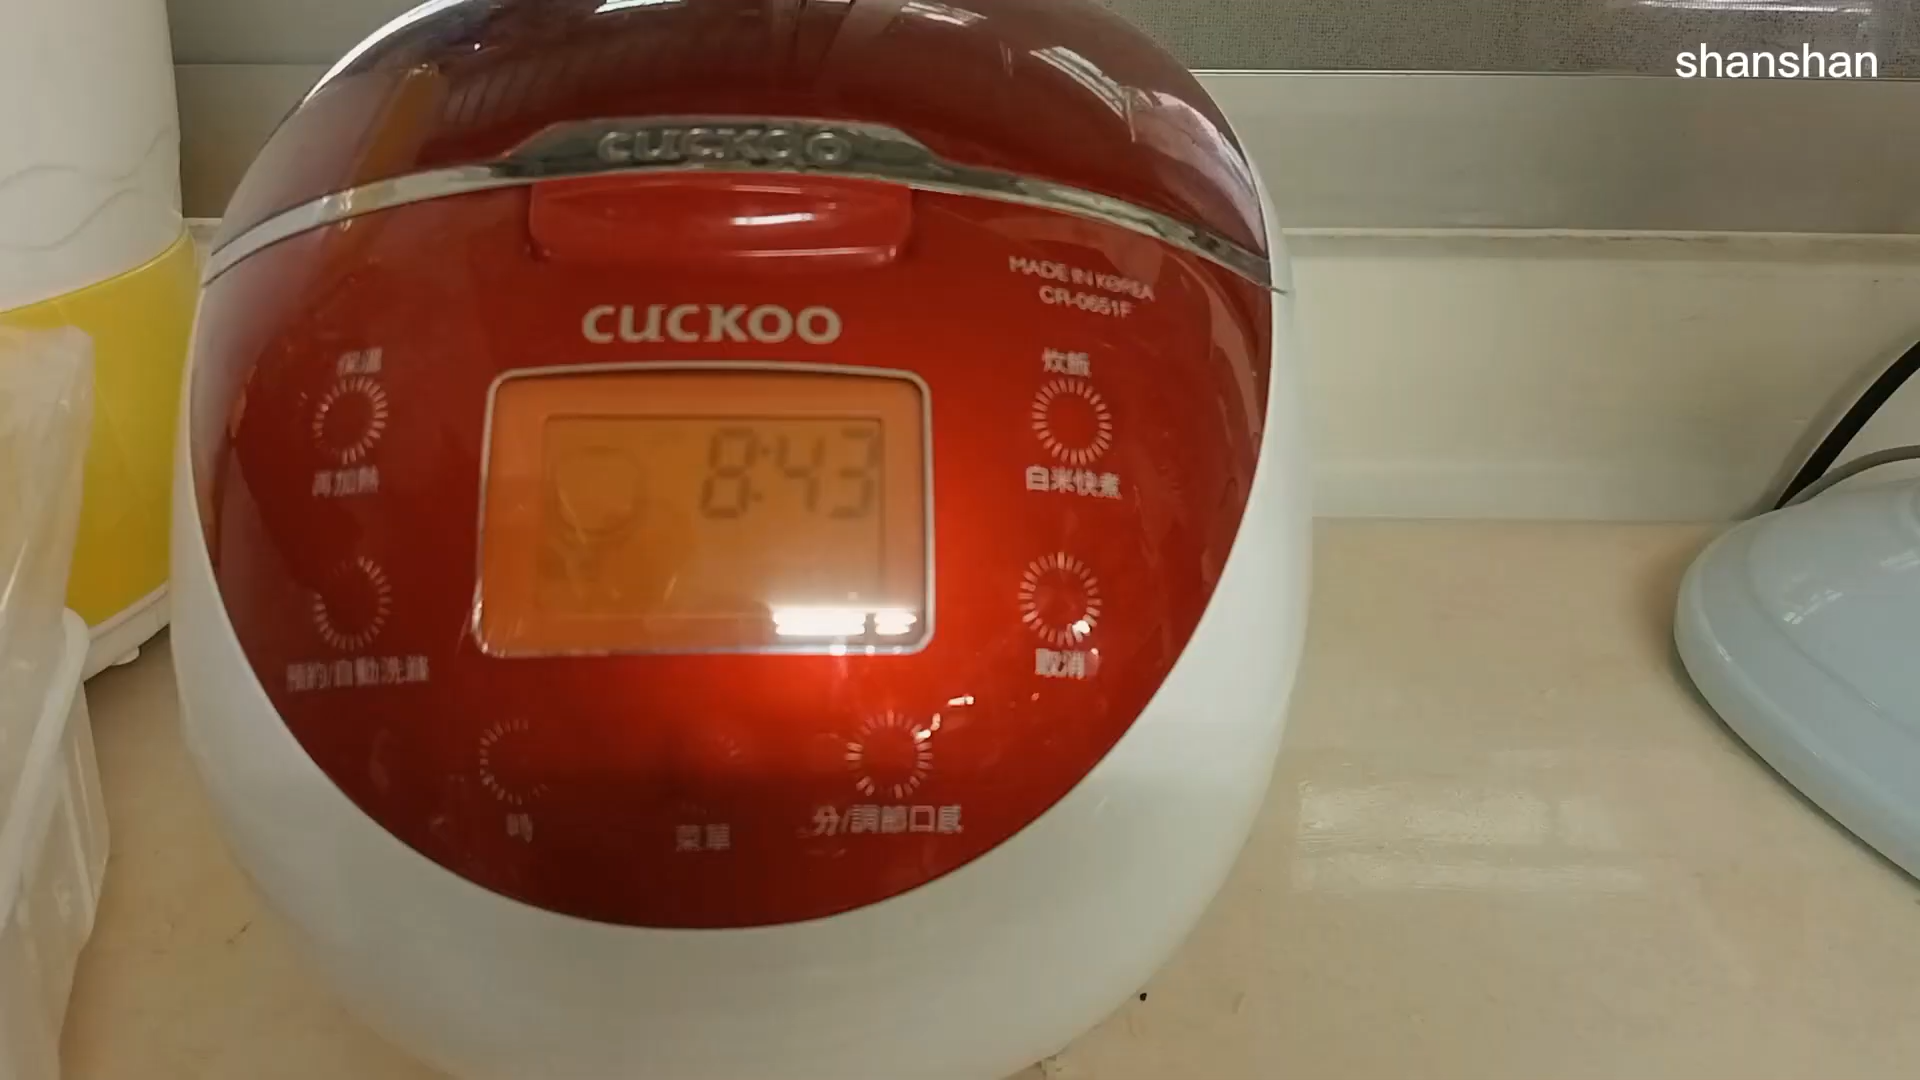 shanshan
CUCKOO
MADE IN KOREA
CR-0651F
CUCKOO
保溫
炊飯
8:43
再加熱
白米快煮
預約/自動洗鍋
取消
時
菜單
分/調節口感